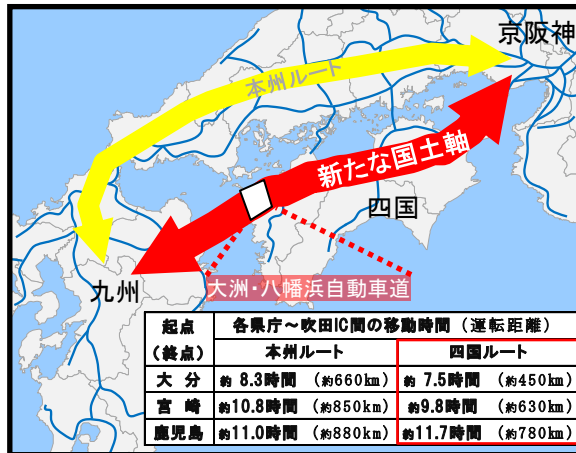 京阪神
本州ルート
新たな国土軸
四国
九州
大洲・八幡浜自動車道
起点 各県庁～吹田IC間の移動時間（運転距離）
（終点） 本州ルート 四国ルート
大 分 約 8.3時間 （約660km） 約 7.5時間 （約450km）
宮 崎 約10.8時間 （約850km） 約9.8時間 （約630km）
鹿児島 約11.0時間 （約880km） 約11.7時間 （約780km）